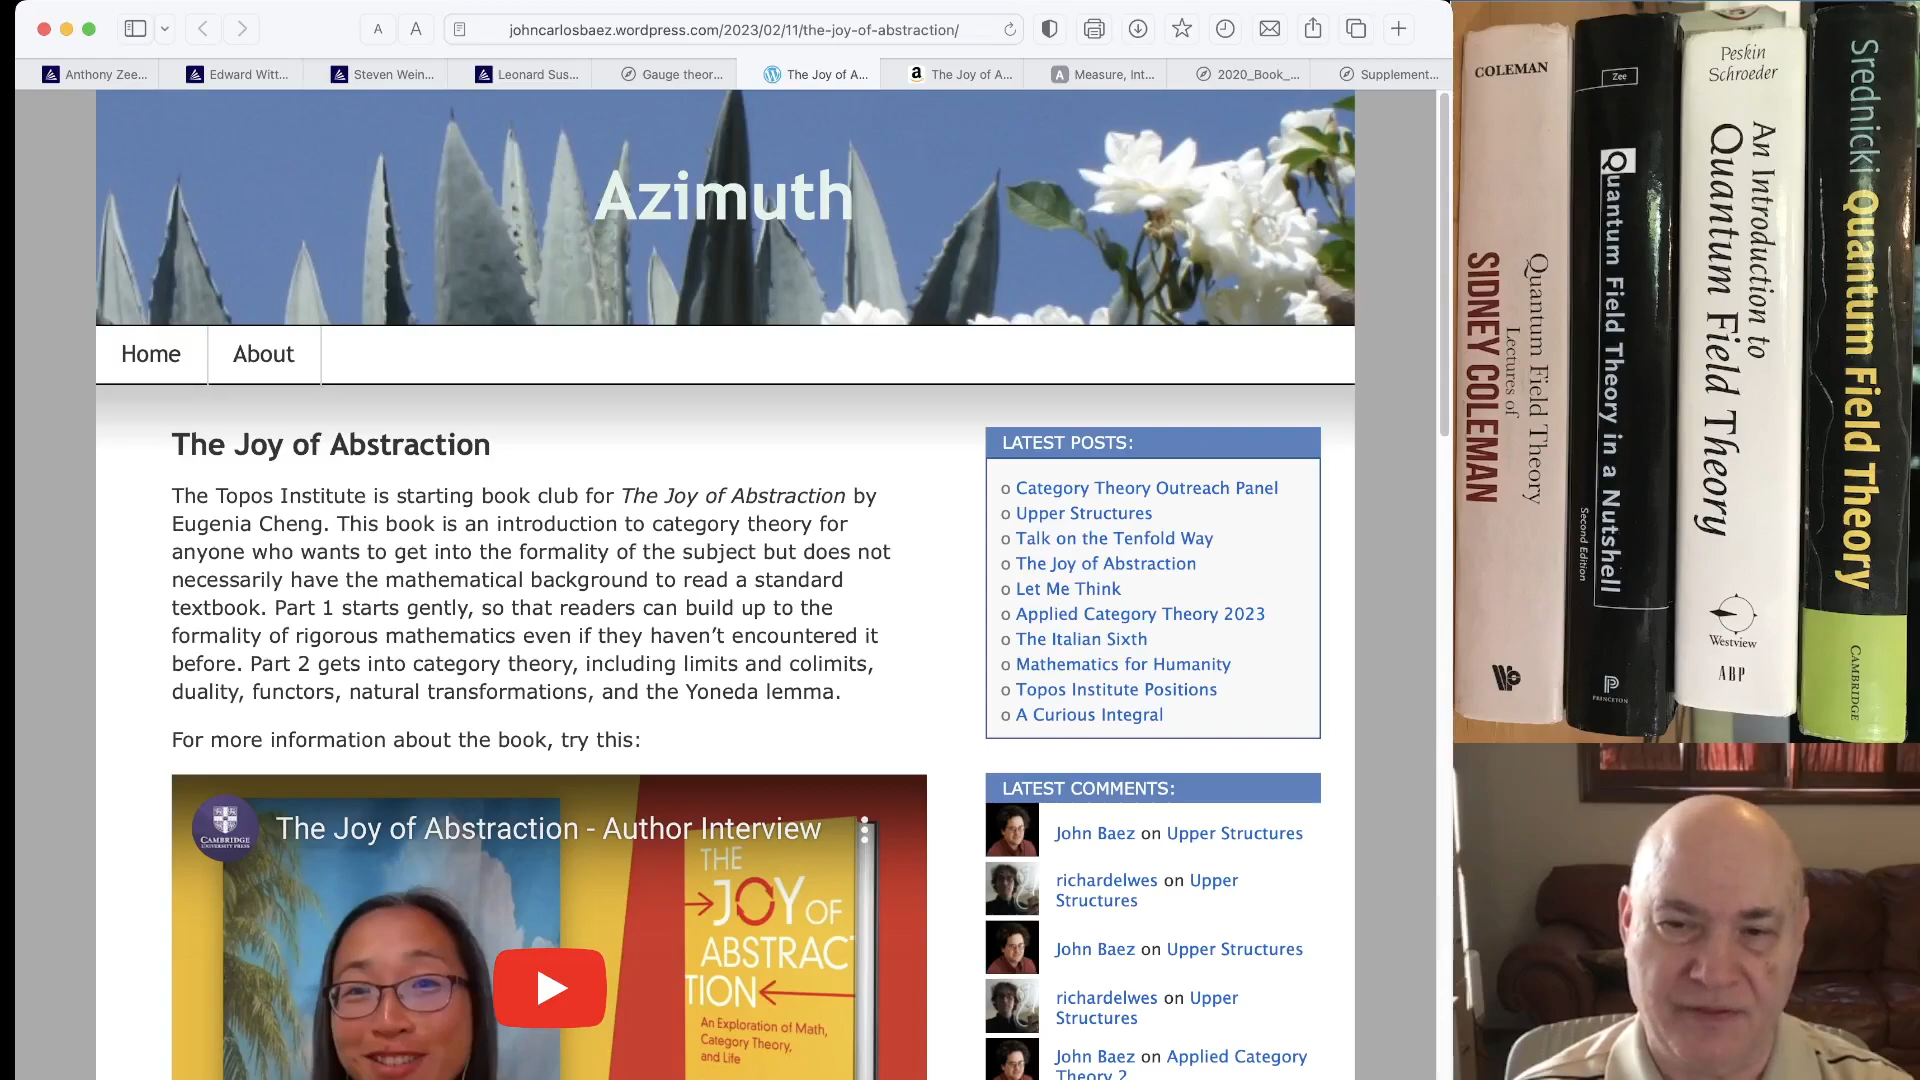 A
A
johncarlosbaez.wordpress.com/2023/02/11/the-joy-of-abstraction/
Anthony Zee...
Edward Witt...
Steven Wein...
Leonard Sus...
Gauge theor...
The Joy of A...
The Joy of A...
Measure, Int...
2020_Book_...
Supplement...
Azimuth
Home
About
The Joy of Abstraction
The Topos Institute is starting book club for The Joy of Abstraction by
Eugenia Cheng. This book is an introduction to category theory for
anyone who wants to get into the formality of the subject but does not
necessarily have the mathematical background to read a standard
textbook. Part 1 starts gently, so that readers can build up to the
formality of rigorous mathematics even if they haven’t encountered it
before. Part 2 gets into category theory, including limits and colimits,
duality, functors, natural transformations, and the Yoneda lemma.
For more information about the book, try this:
CAMBRIDGE
UNIVERSITY PRESS
The Joy of Abstraction - Author Interview
THE
JOY OF
ABSTRAC
TION
An Exploration of Math,
Category Theory,
and Life
LATEST POSTS:
Category Theory Outreach Panel
Upper Structures
Talk on the Tenfold Way
The Joy of Abstraction
Let Me Think
Applied Category Theory 2023
The Italian Sixth
Mathematics for Humanity
Topos Institute Positions
A Curious Integral
LATEST COMMENTS:
John Baez on Upper Structures
richardelwes on Upper
Structures
John Baez on Upper Structures
richardelwes on Upper
Structures
John Baez on Applied Category
Theory 2
COLEMAN
Quantum Field Theory
Lectures of
SIDNEY COLEMAN
Zee
Quantum Field Theory in a Nutshell
Second Edition
PRINCETON
Peskin
Schroeder
An Introduction to
Quantum Field Theory
Westview
ABP
Srednicki Quantum Field Theory
CAMBRIDGE